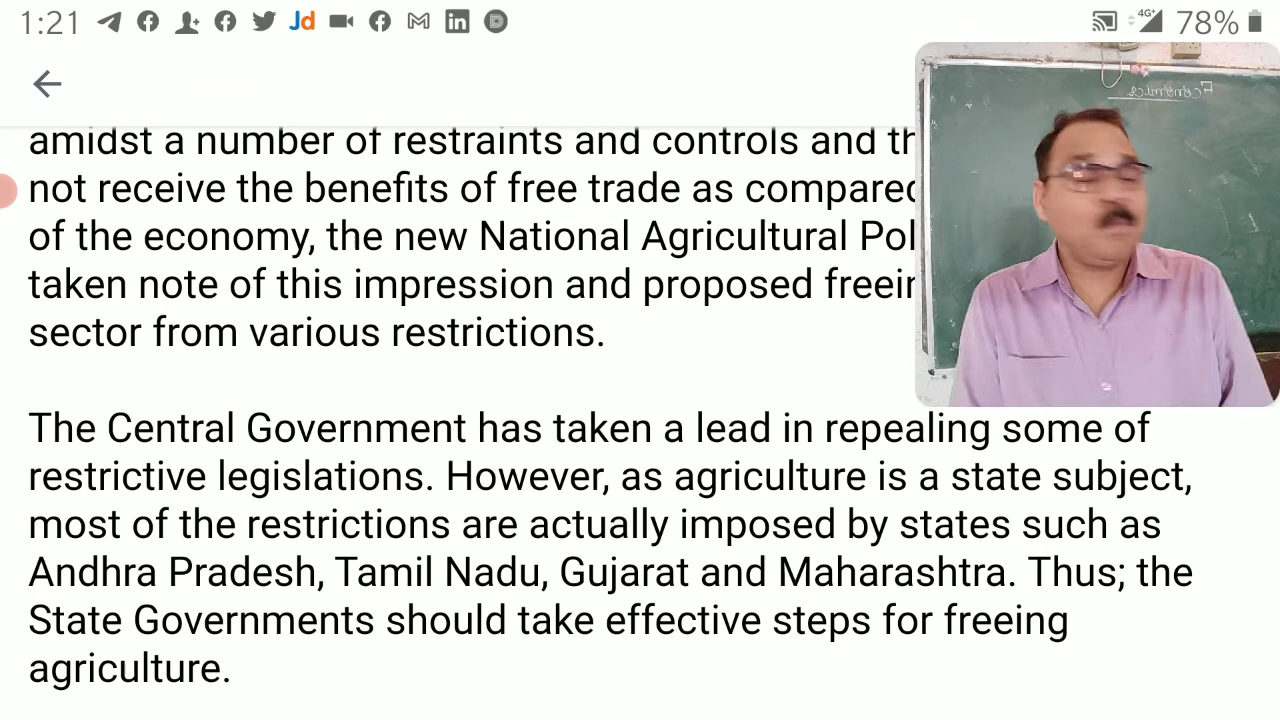 1:21 Jd 4G+ 78%
Economics
amidst a number of restraints and controls and
not receive the benefits of free trade as
of the economy, the new National Agricultural
taken note of this impression and proposed
sector from various restrictions.
The Central Government has taken a lead in repealing some of
restrictive legislations. However, as agriculture is a state subject,
most of the restrictions are actually imposed by states such as
Andhra Pradesh, Tamil Nadu, Gujarat and Maharashtra. Thus; the
State Governments should take effective steps for freeing
agriculture.